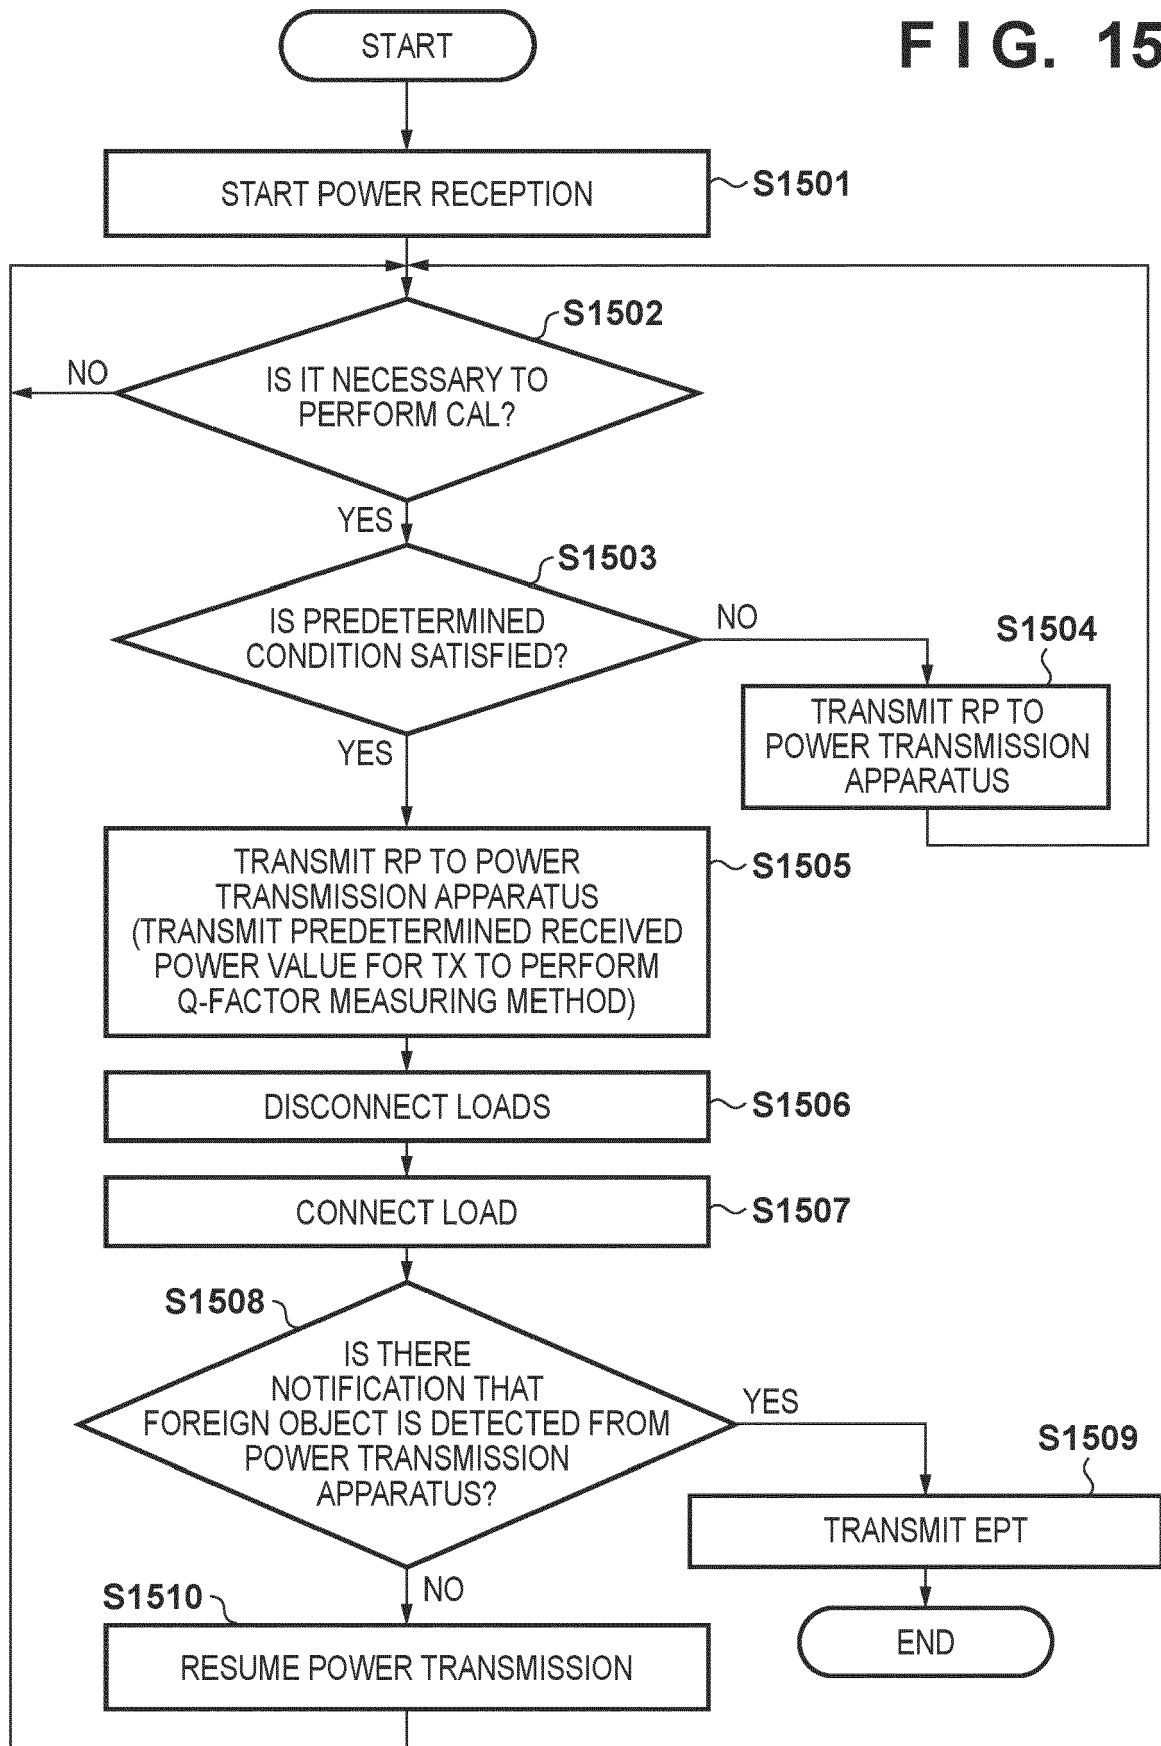 FIG. 15
START
START POWER RECEPTION
S1501
S1502
IS IT NECESSARY TO
PERFORM CAL?
NO
YES
S1503
IS PREDETERMINED
CONDITION SATISFIED?
NO
YES
S1504
TRANSMIT RP TO
POWER TRANSMISSION
APPARATUS
TRANSMIT RP TO POWER
TRANSMISSION APPARATUS
(TRANSMIT PREDETERMINED RECEIVED
POWER VALUE FOR TX TO PERFORM
Q-FACTOR MEASURING METHOD)
S1505
DISCONNECT LOADS
S1506
CONNECT LOAD
S1507
S1508
IS THERE
NOTIFICATION THAT
FOREIGN OBJECT IS DETECTED FROM
POWER TRANSMISSION
APPARATUS?
YES
NO
S1509
TRANSMIT EPT
END
S1510
RESUME POWER TRANSMISSION